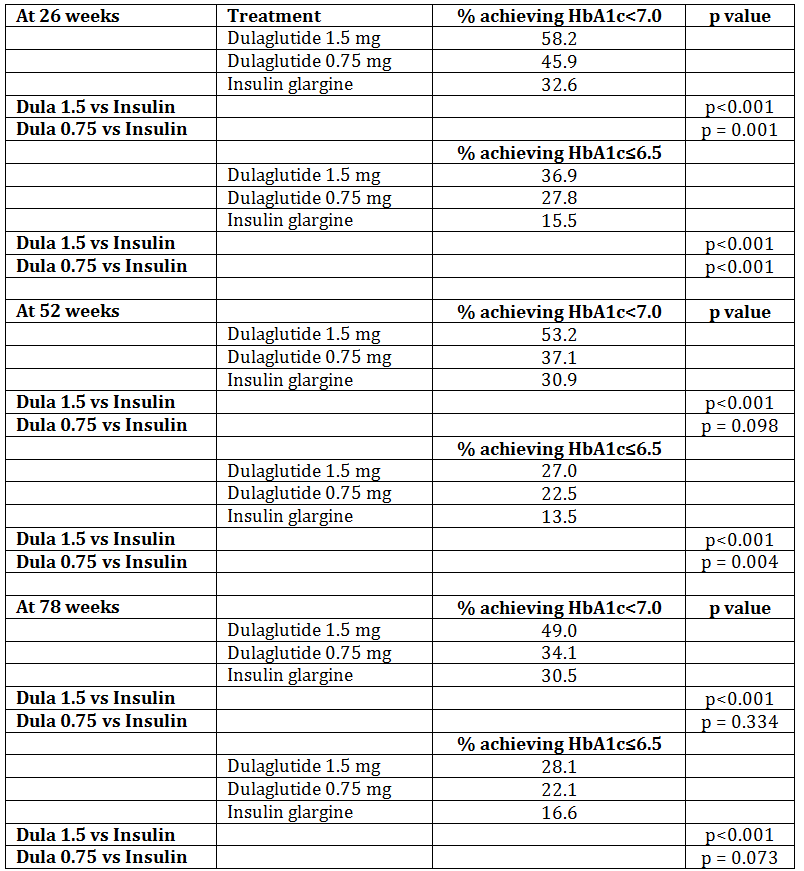 At 26 weeks Treatment % achieving HbA1c<7.0 p value
Dulaglutide 1.5 mg 58.2
Dulaglutide 0.75 mg 45.9
Insulin glargine 32.6
Dula 1.5 vs Insulin p<0.001
Dula 0.75 vs Insulin p = 0.001
% achieving HbA1c≤6.5
Dulaglutide 1.5 mg 36.9
Dulaglutide 0.75 mg 27.8
Insulin glargine 15.5
Dula 1.5 vs Insulin p<0.001
Dula 0.75 vs Insulin p<0.001
At 52 weeks % achieving HbA1c<7.0 p value
Dulaglutide 1.5 mg 53.2
Dulaglutide 0.75 mg 37.1
Insulin glargine 30.9
Dula 1.5 vs Insulin p<0.001
Dula 0.75 vs Insulin p = 0.098
% achieving HbA1c≤6.5
Dulaglutide 1.5 mg 27.0
Dulaglutide 0.75 mg 22.5
Insulin glargine 13.5
Dula 1.5 vs Insulin p<0.001
Dula 0.75 vs Insulin p = 0.004
At 78 weeks % achieving HbA1c<7.0 p value
Dulaglutide 1.5 mg 49.0
Dulaglutide 0.75 mg 34.1
Insulin glargine 30.5
Dula 1.5 vs Insulin p<0.001
Dula 0.75 vs Insulin p = 0.334
% achieving HbA1c≤6.5
Dulaglutide 1.5 mg 28.1
Dulaglutide 0.75 mg 22.1
Insulin glargine 16.6
Dula 1.5 vs Insulin p<0.001
Dula 0.75 vs Insulin p = 0.073